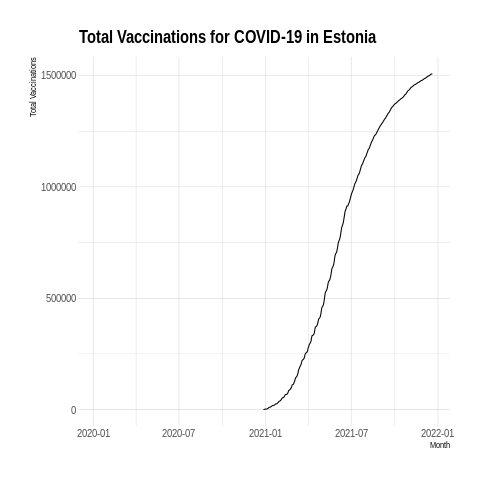 Total Vaccinations for COVID-19 in Estonia
Total Vaccinations
1500000
1000000
500000
0
2020-01 2020-07 2021-01 2021-07 2022-01
Month